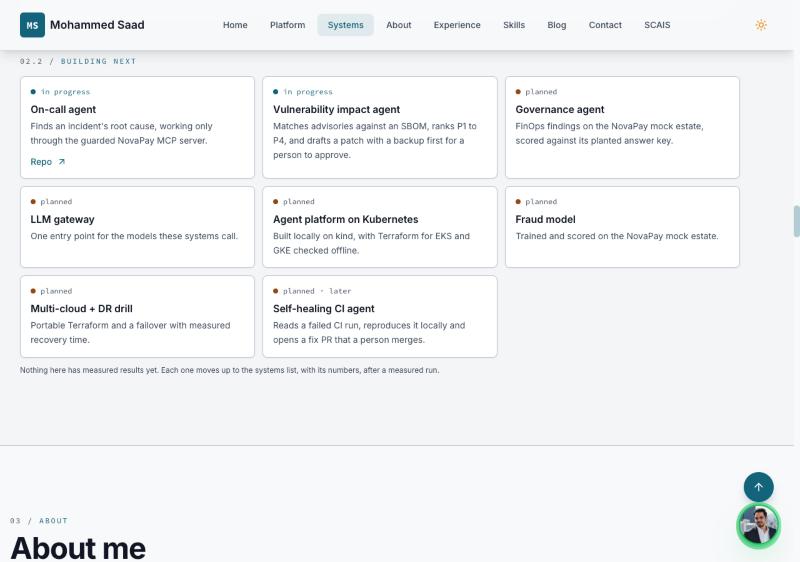 MS Mohammed Saad Home Platform Systems About Experience Skills Blog Contact SCAIS
02.2 / BUILDING NEXT
in progress
On-call agent
Finds an incident's root cause, working only
through the guarded NovaPay MCP server.
Repo ↗
in progress
Vulnerability impact agent
Matches advisories against an SBOM, ranks P1 to
P4, and drafts a patch with a backup first for a
person to approve.
planned
Governance agent
FinOps findings on the NovaPay mock estate,
scored against its planted answer key.
planned
LLM gateway
One entry point for the models these systems call.
planned
Agent platform on Kubernetes
Built locally on kind, with Terraform for EKS and
GKE checked offline.
planned
Fraud model
Trained and scored on the NovaPay mock estate.
planned
Multi-cloud + DR drill
Portable Terraform and a failover with measured
recovery time.
planned · later
Self-healing CI agent
Reads a failed CI run, reproduces it locally and
opens a fix PR that a person merges.
Nothing here has measured results yet. Each one moves up to the systems list, with its numbers, after a measured run.
03 / ABOUT
About me